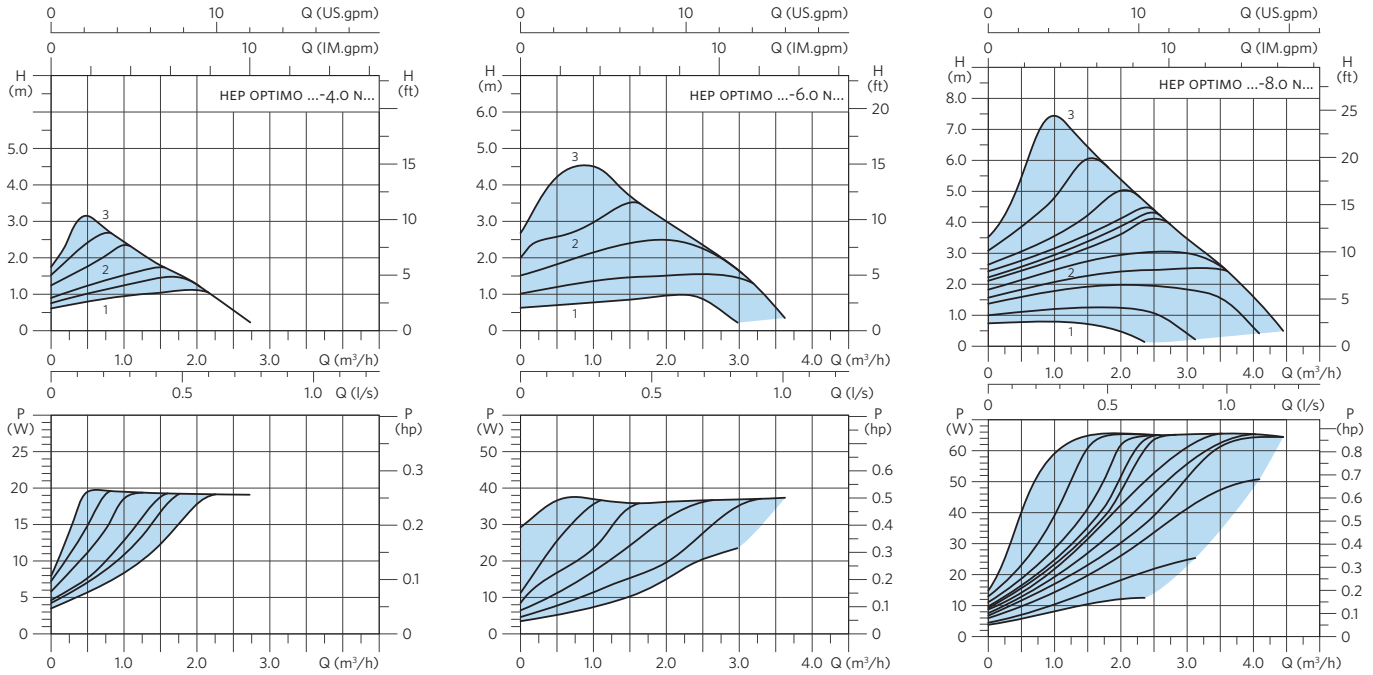 0 10 Q (US.gpm)
0 10 Q (IM.gpm)
H (m) H (ft)
HEP OPTIMO ...-4.0 N...
5.0 15
4.0
3.0 3 10
2.0 2 5
1.0 1
0 0
0 1.0 2.0 3.0 Q (m³/h)
0 0.5 1.0 Q (l/s)
P (W) P (hp)
25
20 0.3
15 0.2
10 0.1
5
0 0
0 1.0 2.0 3.0 Q (m³/h)
0 10 Q (US.gpm)
0 10 Q (IM.gpm)
H (m) H (ft)
HEP OPTIMO ...-6.0 N...
6.0 20
5.0 15
4.0 3
3.0 10
2.0 2 5
1.0 1
0 0
0 1.0 2.0 3.0 4.0 Q (m³/h)
0 0.5 1.0 Q (l/s)
P (W) P (hp)
50 0.6
40 0.5
30 0.4
20 0.3
10 0.2
0.1
0 0
0 1.0 2.0 3.0 4.0 Q (m³/h)
0 10 Q (US.gpm)
0 10 Q (IM.gpm)
H (m) H (ft)
HEP OPTIMO ...-8.0 N...
8.0 25
7.0 3
6.0 20
5.0 15
4.0
3.0 10
2.0 2 5
1.0 1
0 0
0 1.0 2.0 3.0 4.0 Q (m³/h)
0 0.5 1.0 Q (l/s)
P (W) P (hp)
60 0.8
50 0.7
40 0.6
0.5
30 0.4
20 0.3
0.2
10 0.1
0 0
0 1.0 2.0 3.0 4.0 Q (m³/h)